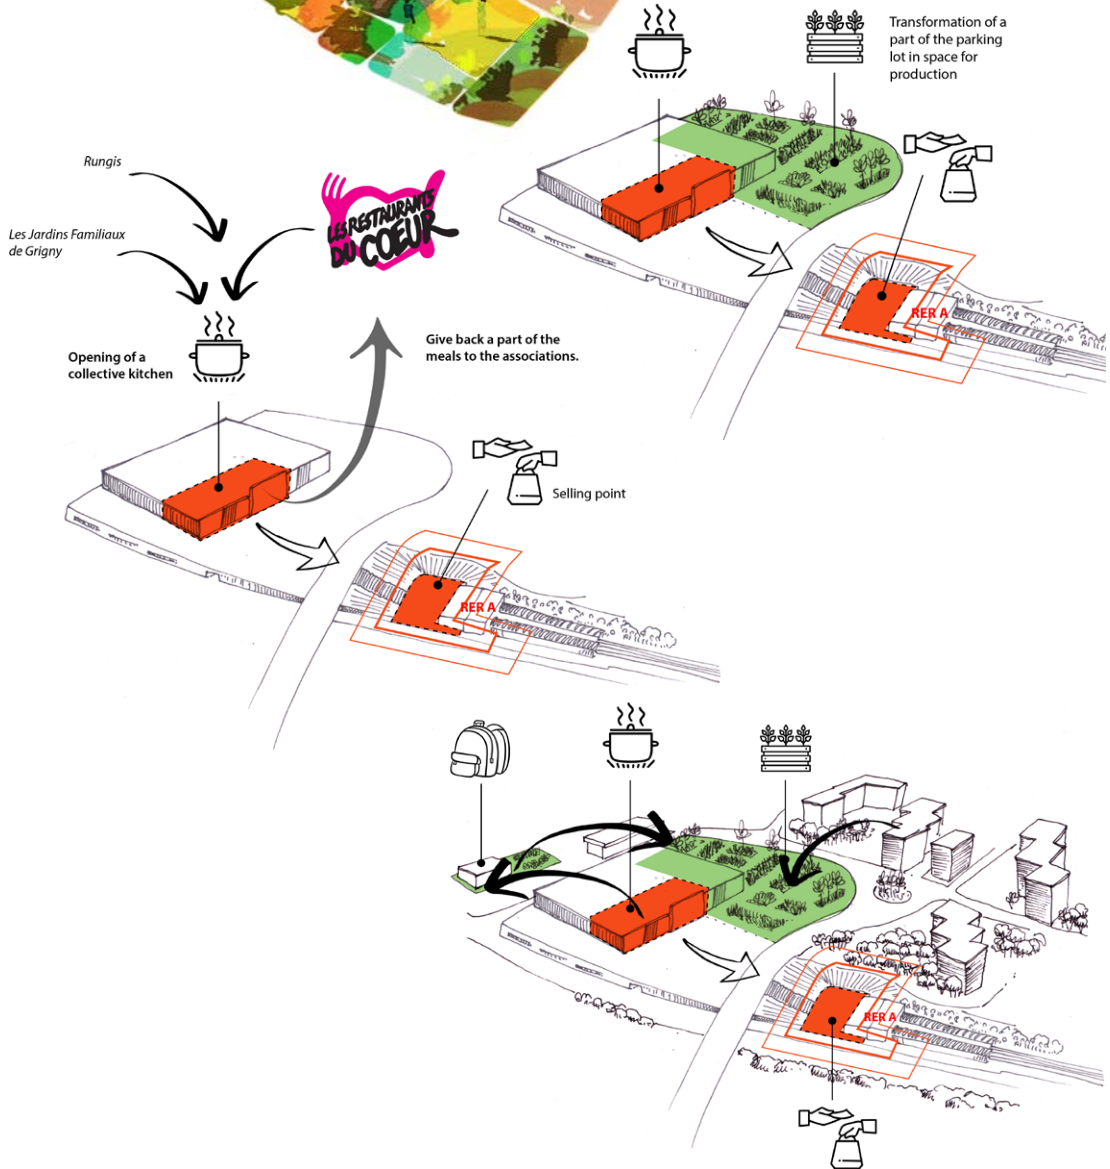 Transformation of a
part of the parking
lot in space for
production
RER A
Rungis
Les Jardins Familiaux
de Grigny
LES RESTAURANTS
DU COEUR
Opening of a
collective kitchen
Give back a part of the
meals to the associations.
Selling point
RER A
RER A